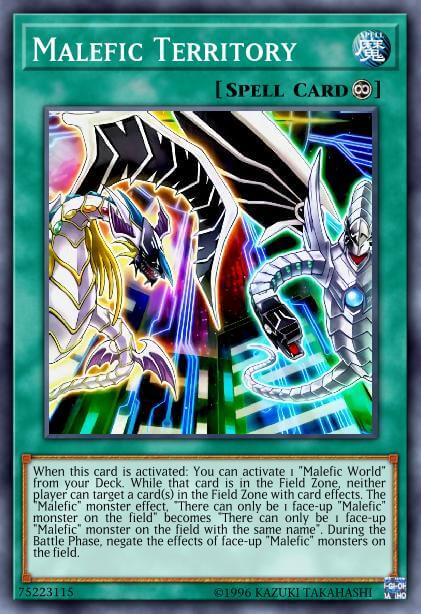 MALEFIC TERRITORY
SPELL
魔
[SPELL CARD]
When this card is activated: You can activate 1 "Malefic World"
from your Deck. While that card is in the Field Zone, neither
player can target a card(s) in the Field Zone with card effects. The
"Malefic" monster effect, "There can only be 1 face-up "Malefic"
monster on the field" becomes "There can only be 1 face-up
"Malefic" monster on the field with the same name". During the
Battle Phase, negate the effects of face-up "Malefic" monsters on
the field.
75223115
©1996 KAZUKI TAKAHASHI